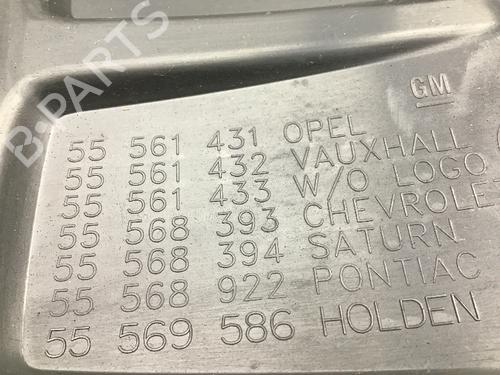 B-PARTS
GM
55 561 431 OPEL
55 561 432 VAUXHALL
55 561 433 W/O LOGO
55 568 393 CHEVROLE
55 568 394 SATURN
55 568 922 PONTIAC
55 569 586 HOLDEN